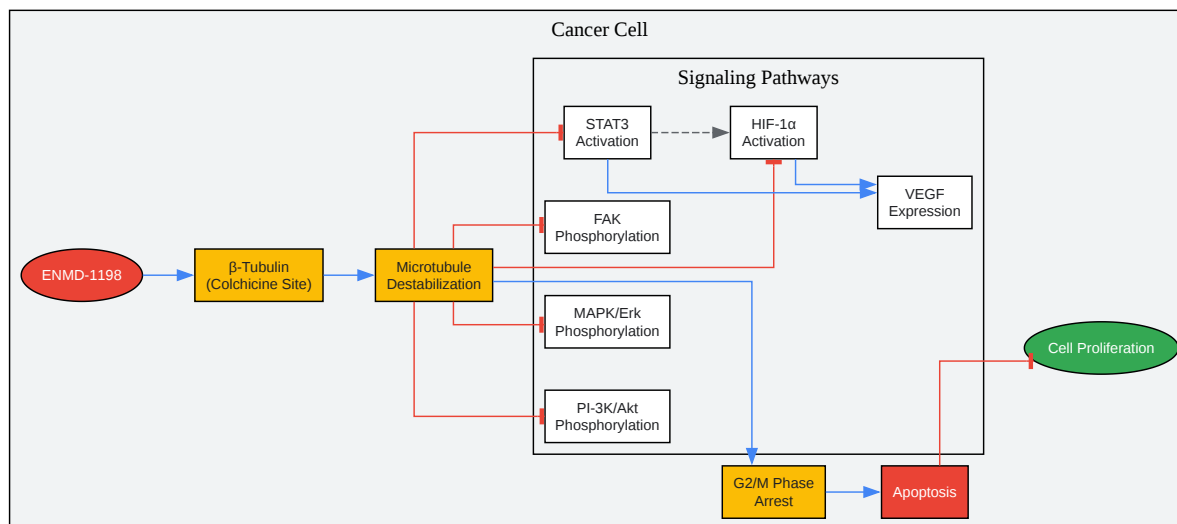 Cancer Cell
Signaling Pathways
STAT3
Activation
HIF-1α
Activation
VEGF
Expression
FAK
Phosphorylation
ENMD-1198
β-Tubulin
(Colchicine Site)
Microtubule
Destabilization
MAPK/Erk
Phosphorylation
Cell Proliferation
PI-3K/Akt
Phosphorylation
G2/M Phase
Arrest
Apoptosis